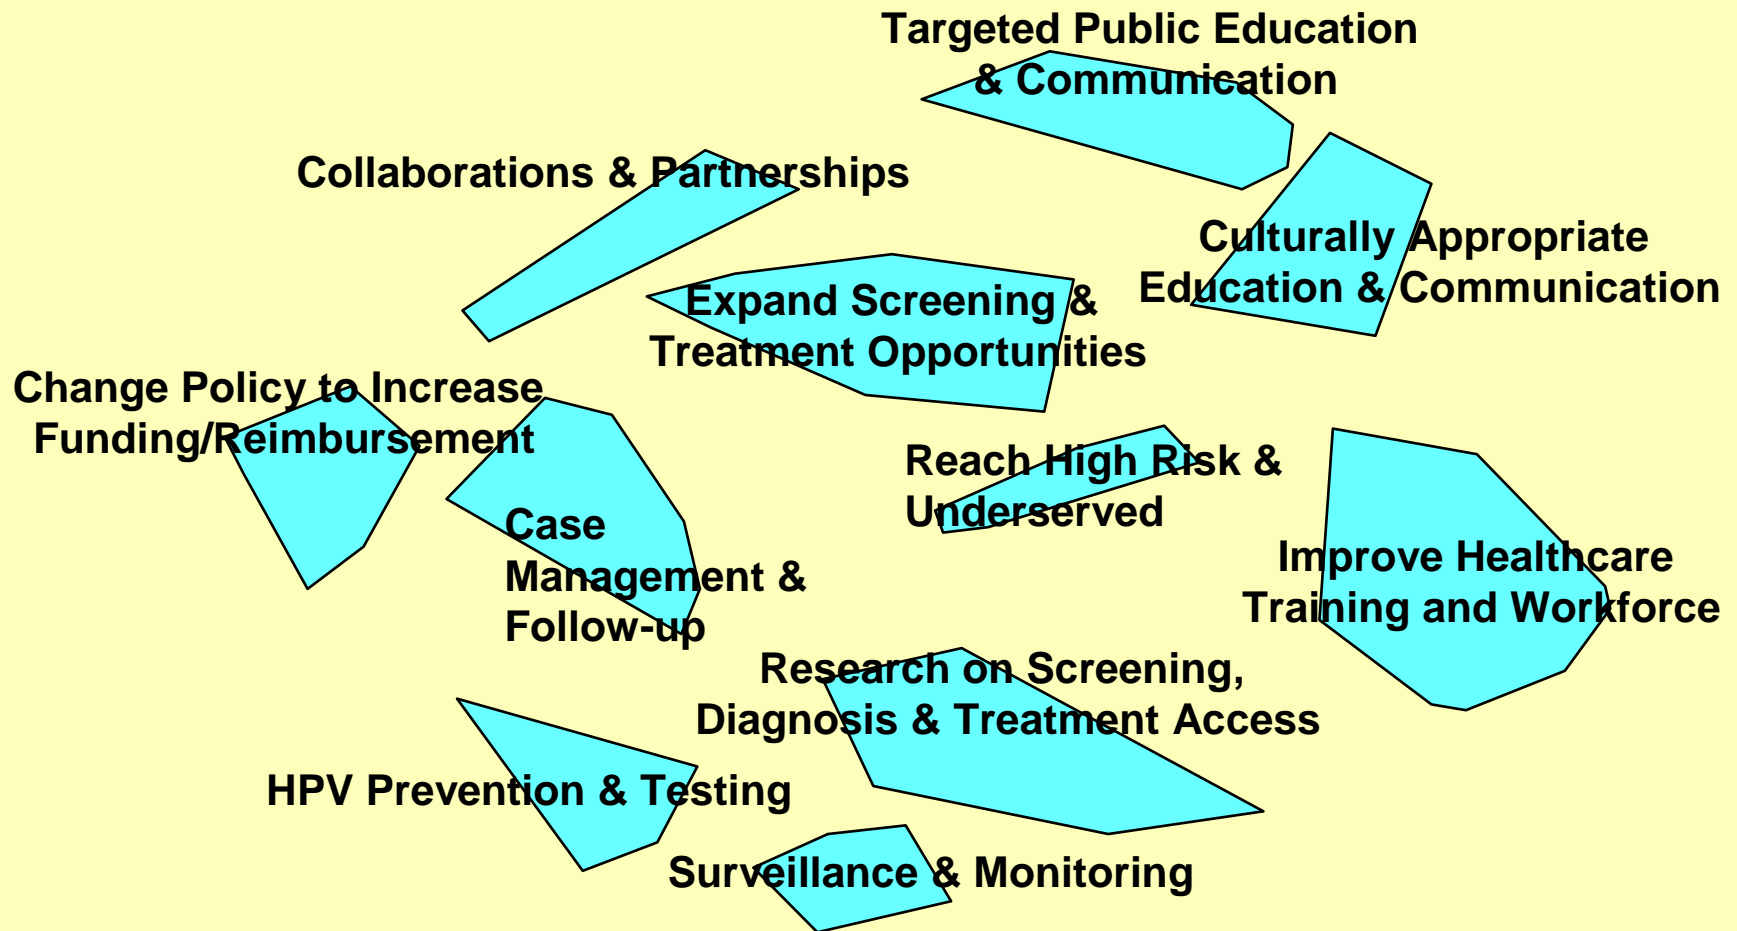 Targeted Public Education
& Communication
Collaborations & Partnerships
Culturally Appropriate
Education & Communication
Expand Screening &
Treatment Opportunities
Change Policy to Increase
Funding/Reimbursement
Reach High Risk &
Underserved
Case
Management &
Follow-up
Improve Healthcare
Training and Workforce
Research on Screening,
Diagnosis & Treatment Access
HPV Prevention & Testing
Surveillance & Monitoring